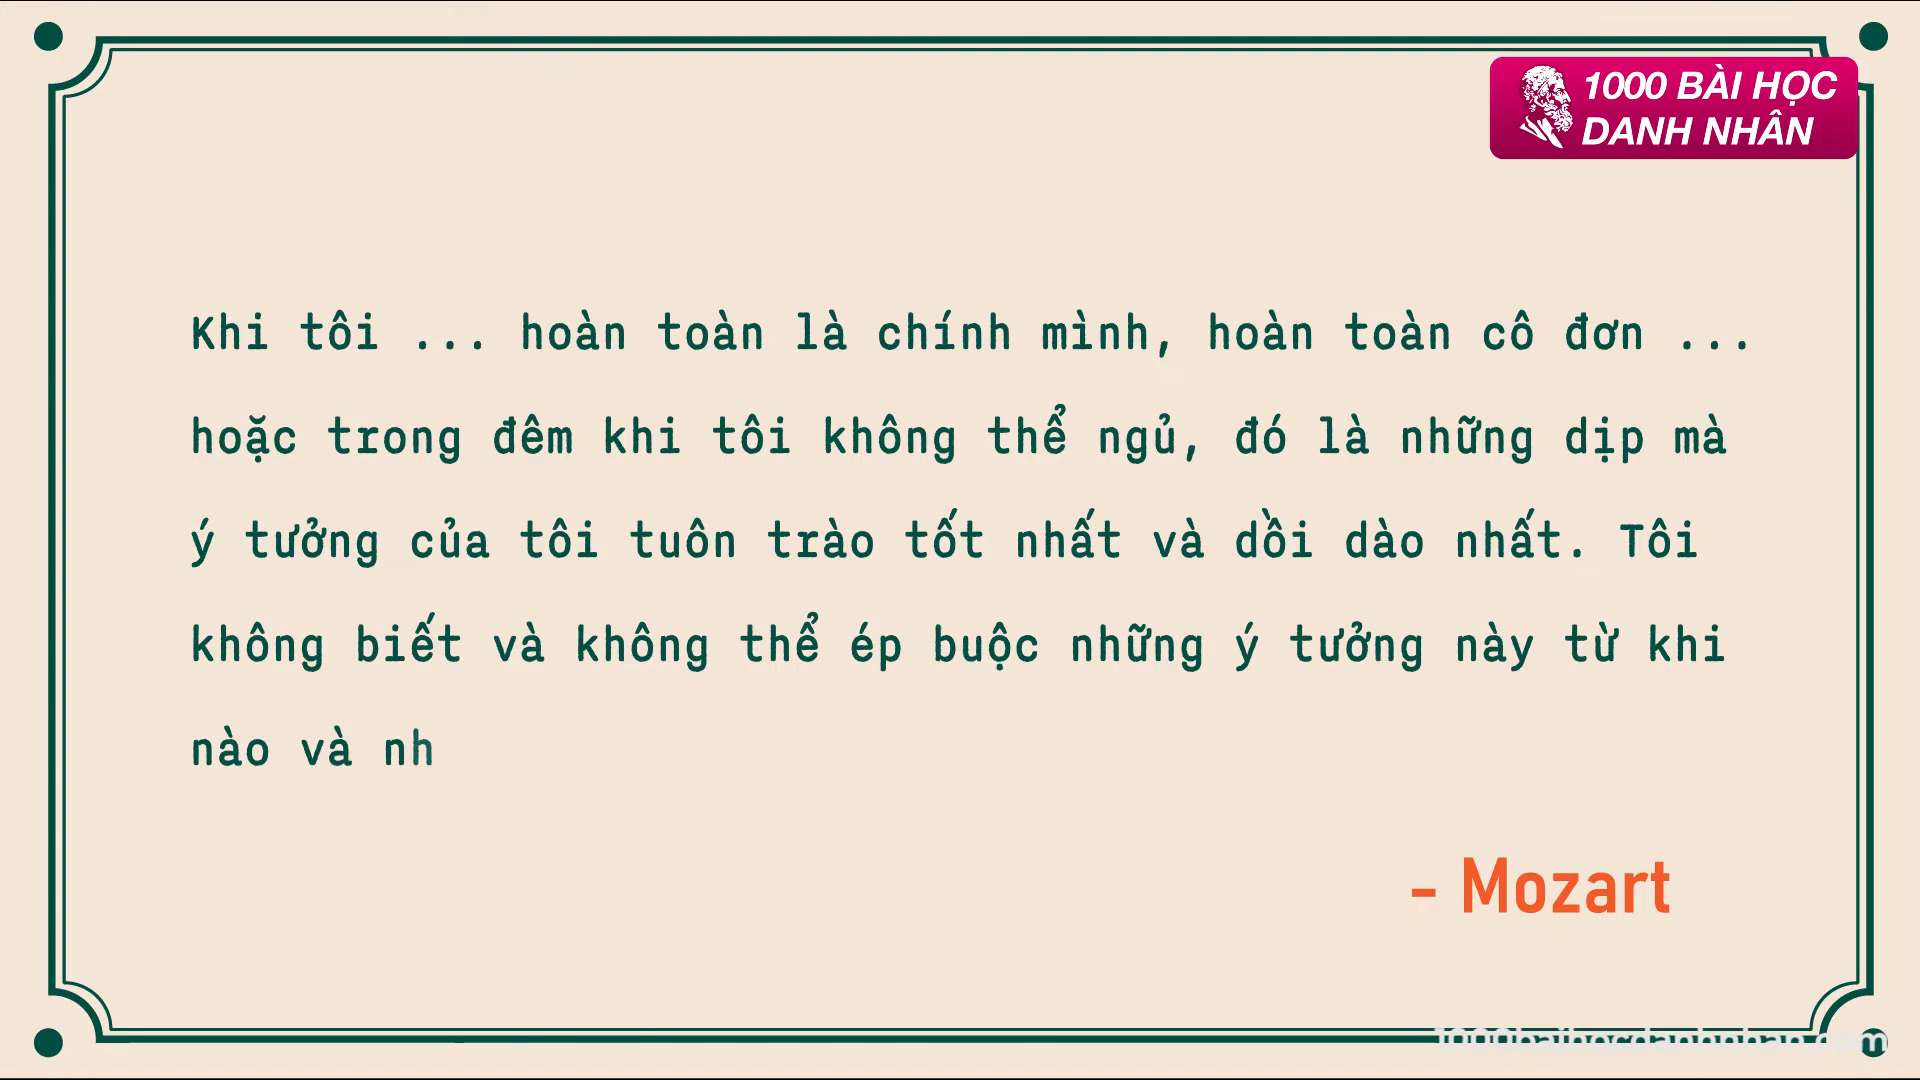 1000 BÀI HỌC
DANH NHÂN
Khi tôi ... hoàn toàn là chính mình, hoàn toàn cô đơn ...
hoặc trong đêm khi tôi không thể ngủ, đó là những dịp mà
ý tưởng của tôi tuôn trào tốt nhất và dồi dào nhất. Tôi
không biết và không thể ép buộc những ý tưởng này từ khi
nào và nh
- Mozart
1000baihocdanhnhan.com